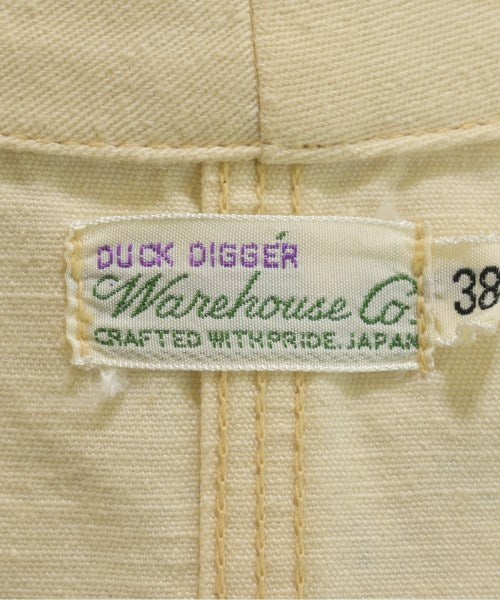 DUCK DIGGER
Warehouse Co.
CRAFTED WITH PRIDE. JAPAN
38